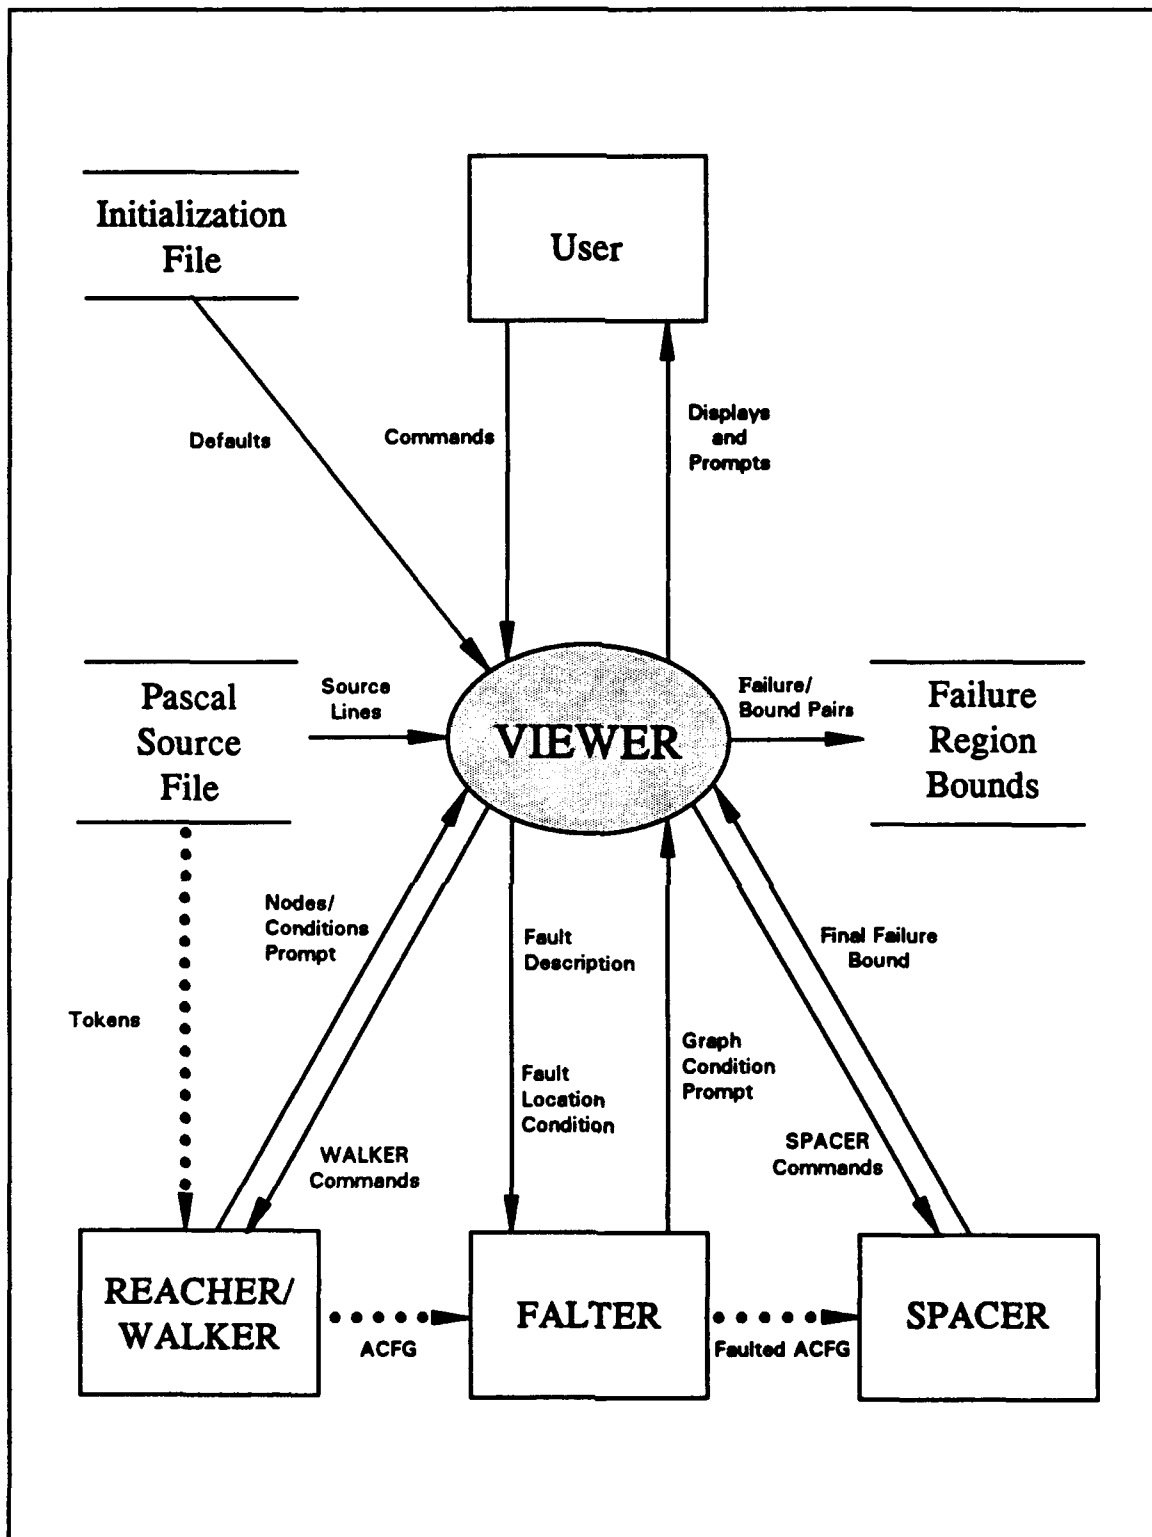 Initialization
File
User
Defaults
Commands
Displays
and
Prompts
Pascal
Source
File
Source
Lines
VIEWER
Failure/
Bound Pairs
Failure
Region
Bounds
Nodes/
Conditions
Prompt
Fault
Description
Final Failure
Bound
Tokens
Fault
Location
Condition
Graph
Condition
Prompt
WALKER
Commands
SPACER
Commands
REACHER/
WALKER
ACFG
FALTER
Faulted ACFG
SPACER